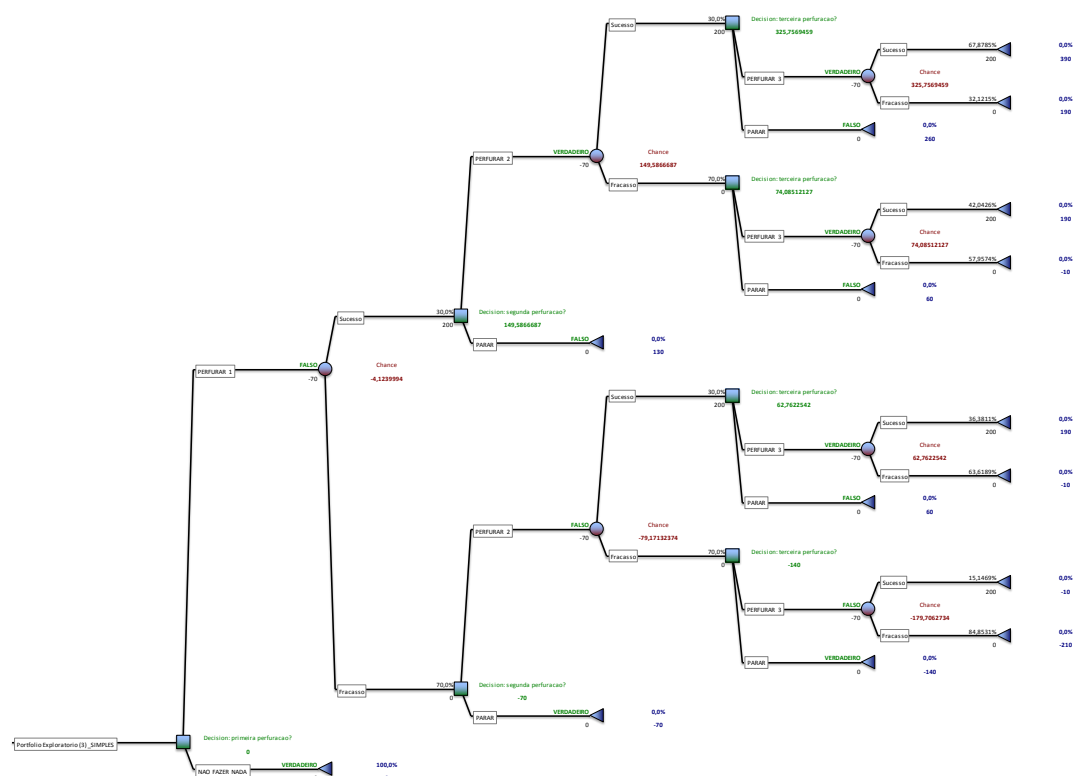 Sucesso
30,0%
200
Decision: terceira perfuracao?
325,7569459
Sucesso
67,8785%
200
0,0%
390
PERFURAR 3
VERDADEIRO
-70
Chance
325,7569459
Fracasso
32,1215%
0
0,0%
190
PARAR
FALSO
0
0,0%
260
PERFURAR 2
VERDADEIRO
-70
Chance
149,5866687
Fracasso
70,0%
0
Decision: terceira perfuracao?
74,08512127
Sucesso
42,0426%
200
0,0%
190
PERFURAR 3
VERDADEIRO
-70
Chance
74,08512127
Fracasso
57,9574%
0
0,0%
-10
PARAR
FALSO
0
0,0%
60
Sucesso
30,0%
200
Decision: segunda perfuracao?
149,5866687
PARAR
FALSO
0
0,0%
130
PERFURAR 1
FALSO
-70
Chance
-4,1239994
Sucesso
30,0%
200
Decision: terceira perfuracao?
62,7622542
Sucesso
36,3811%
200
0,0%
190
PERFURAR 3
VERDADEIRO
-70
Chance
62,7622542
Fracasso
63,6189%
0
0,0%
-10
PARAR
FALSO
0
0,0%
60
PERFURAR 2
FALSO
-70
Chance
-79,17132374
Fracasso
70,0%
0
Decision: terceira perfuracao?
-140
Sucesso
15,1469%
200
0,0%
-10
PERFURAR 3
FALSO
-70
Chance
-179,7062734
Fracasso
84,8531%
0
0,0%
-210
PARAR
VERDADEIRO
0
0,0%
-140
Fracasso
70,0%
0
Decision: segunda perfuracao?
-70
PARAR
VERDADEIRO
0
0,0%
-70
Portfolio Exploratorio (3) _SIMPLES
Decision: primeira perfuracao?
0
NAO FAZER NADA
VERDADEIRO
100,0%